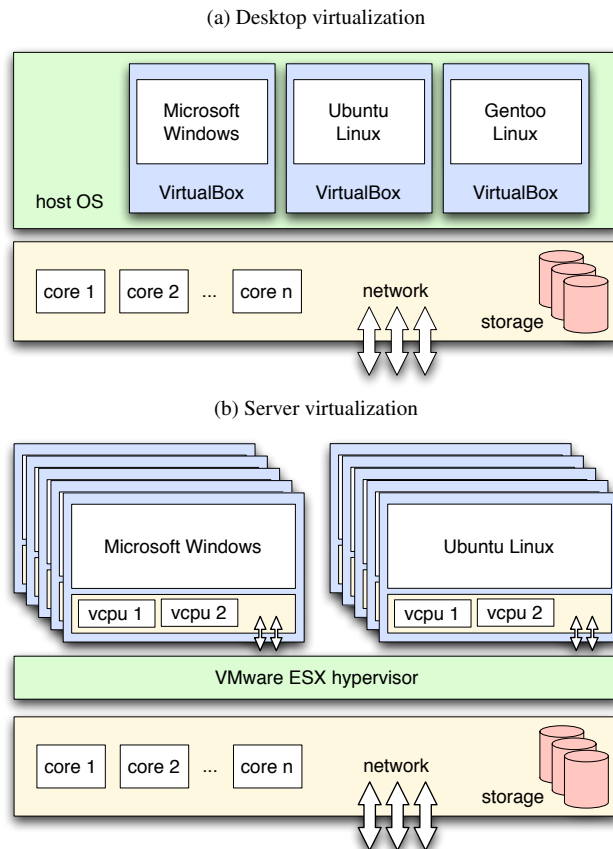 (a) Desktop virtualization
Microsoft
Windows
VirtualBox
Ubuntu
Linux
VirtualBox
Gentoo
Linux
VirtualBox
host OS
core 1
core 2
...
core n
network
storage
(b) Server virtualization
Microsoft Windows
vcpu 1
vcpu 2
Ubuntu Linux
vcpu 1
vcpu 2
VMware ESX hypervisor
core 1
core 2
...
core n
network
storage